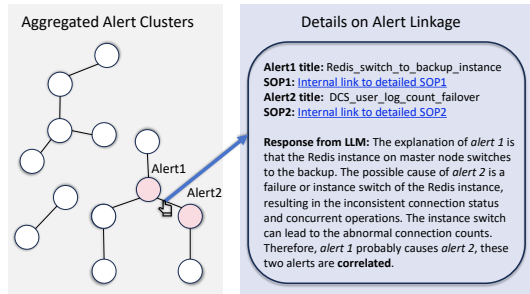 Aggregated Alert Clusters
Alert1
Alert2
Details on Alert Linkage
Alert1 title: Redis_switch_to_backup_instance
SOP1: Internal link to detailed SOP1
Alert2 title: DCS_user_log_count_failover
SOP2: Internal link to detailed SOP2
Response from LLM: The explanation of alert 1 is
that the Redis instance on master node switches
to the backup. The possible cause of alert 2 is a
failure or instance switch of the Redis instance,
resulting in the inconsistent connection status
and concurrent operations. The instance switch
can lead to the abnormal connection counts.
Therefore, alert 1 probably causes alert 2, these
two alerts are correlated.